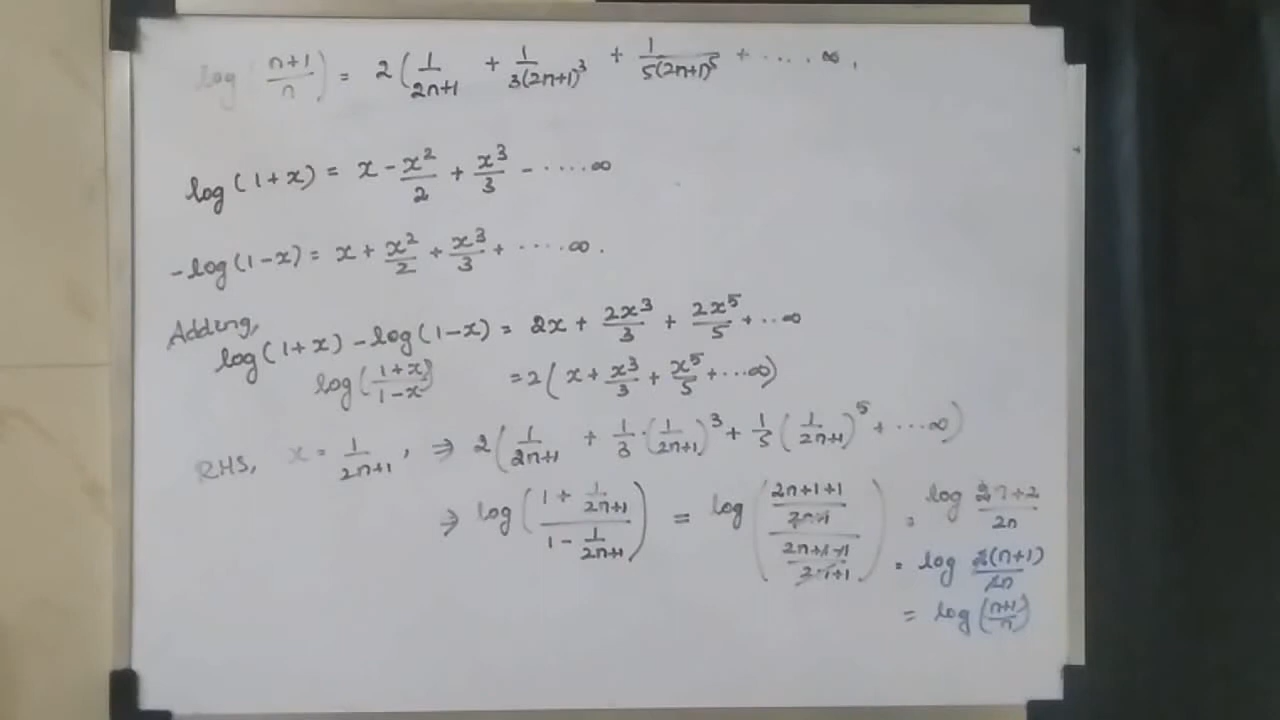 log (n+1/n) = 2(1/2n+1 + 1/3(2n+1)^3 + 1/5(2n+1)^5 + ..... ∞.
log(1+x) = x - x^2/2 + x^3/3 - ..... ∞
-log(1-x) = x + x^2/2 + x^3/3 + ..... ∞.
Adding,
log(1+x) - log(1-x) = 2x + 2x^3/3 + 2x^5/5 + ... ∞
log(1+x/1-x) = 2(x + x^3/3 + x^5/5 + ... ∞)
RHS, x = 1/2n+1, ⇒ 2(1/2n+1 + 1/3·(1/2n+1)^3 + 1/5(1/2n+1)^5 + ... ∞)
⇒ log((1 + 1/2n+1)/(1 - 1/2n+1)) = log((2n+1+1/2n+1)/(2n+1-1/2n+1)) = log 2n+2/2n
= log 2(n+1)/2n
= log(n+1/n)